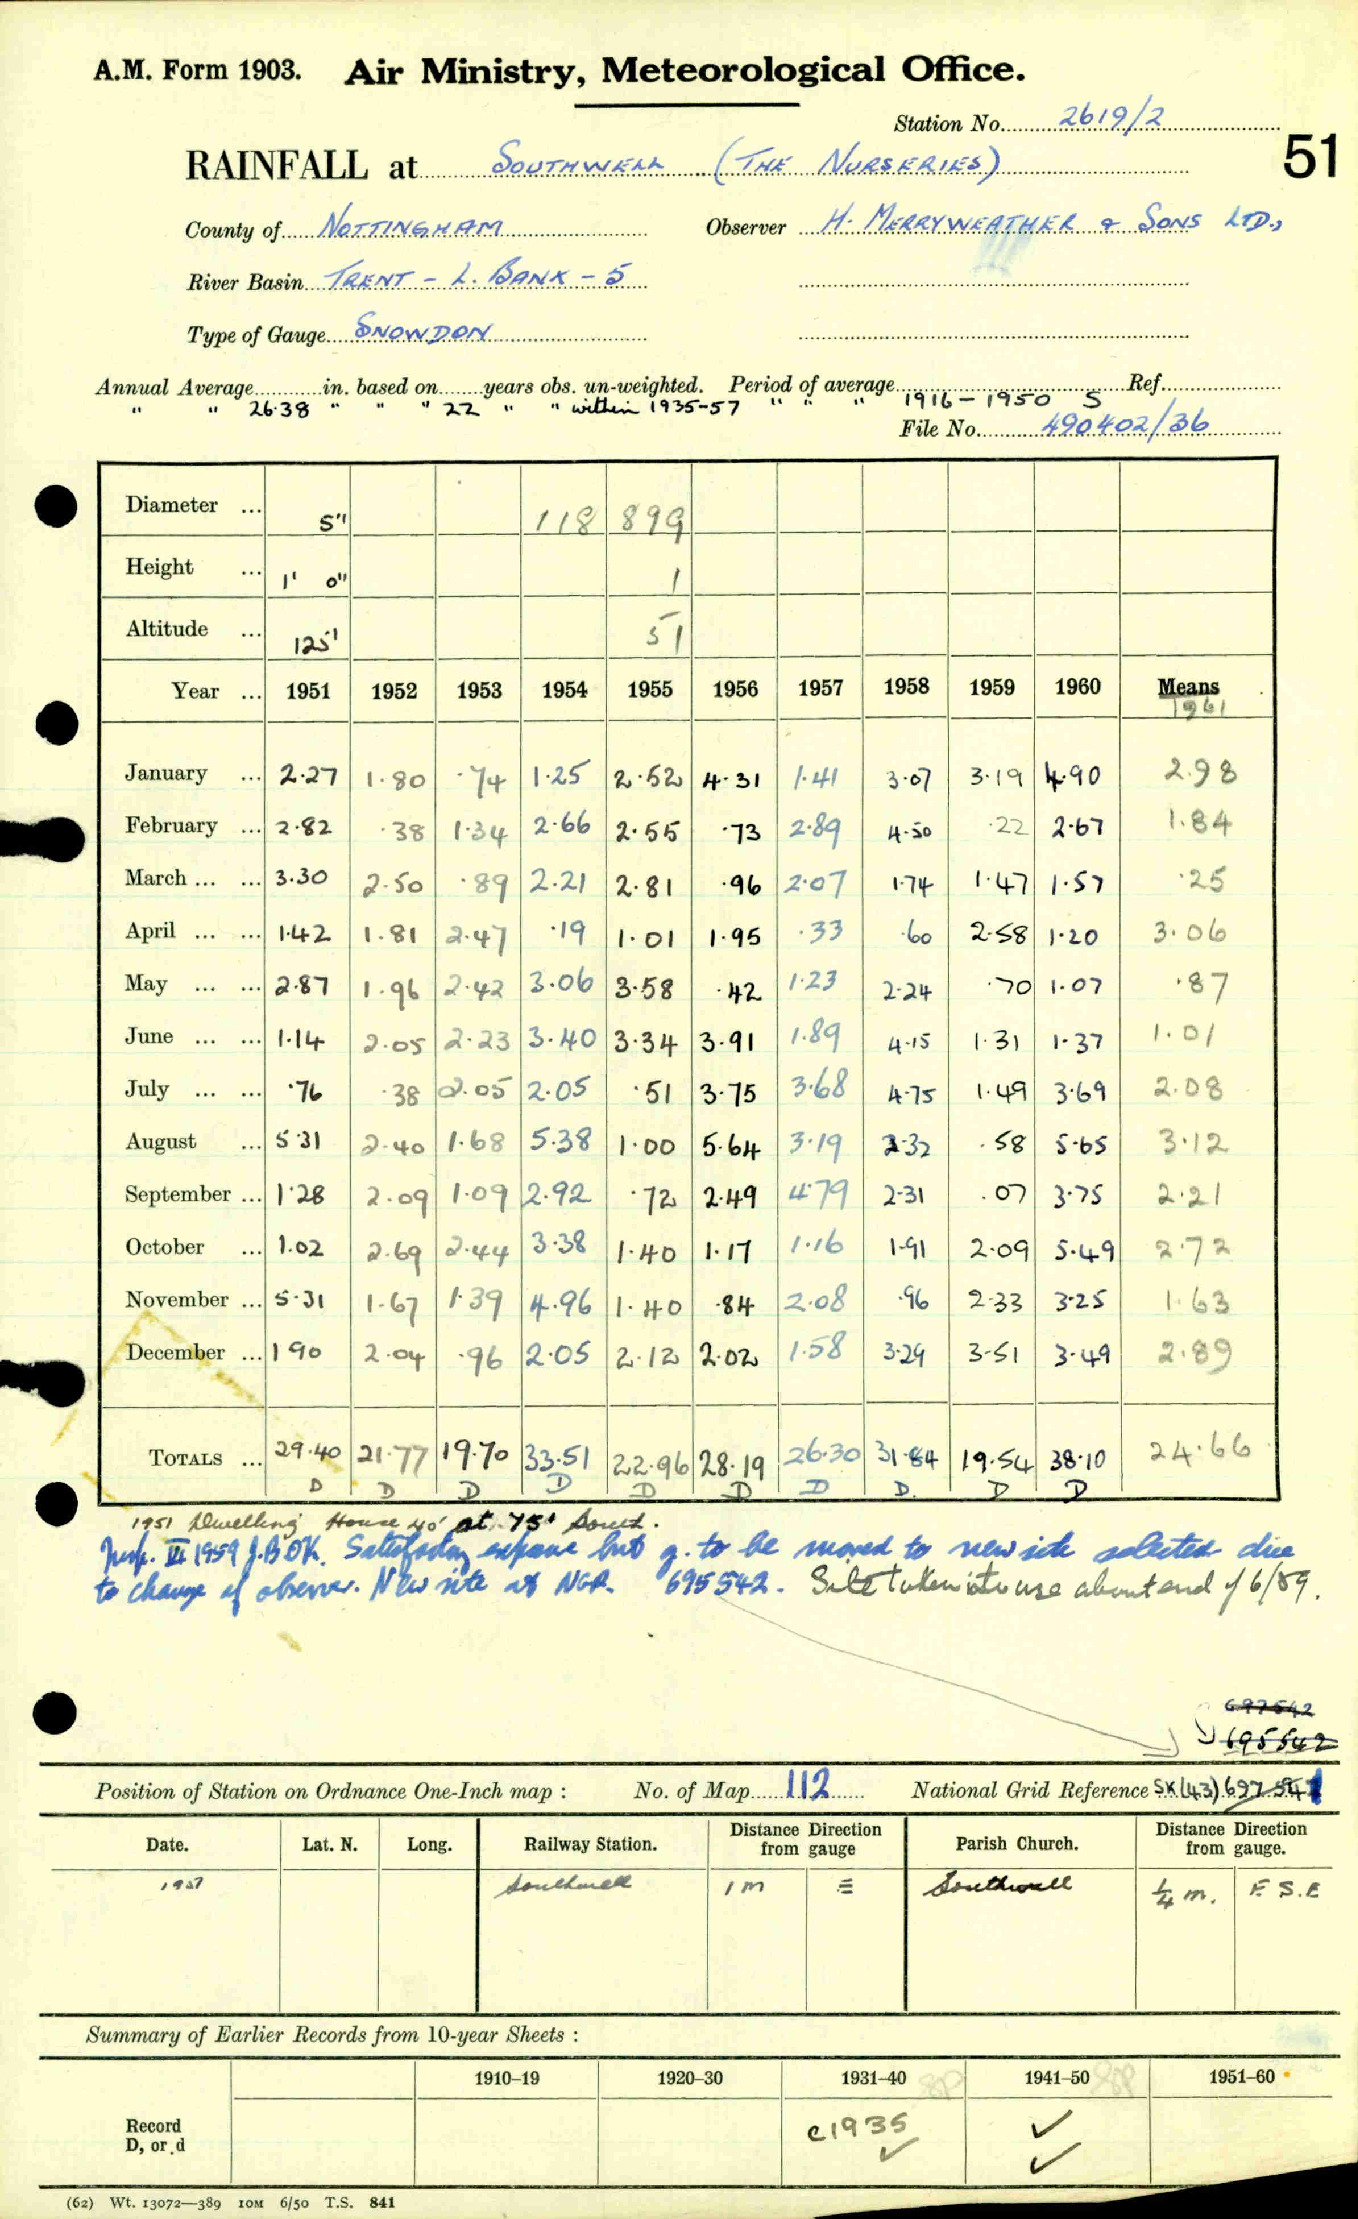 A.M. Form 1903. Air Ministry, Meteorological Office.
Station No. 2619/2
RAINFALL at SOUTHWELL (THE NURSERIES) 51
County of NOTTINGHAM Observer H. MERRYWEATHER & SONS LTD.,
River Basin TRENT - L. BANK - 5
Type of Gauge SNOWDON
Annual Average in. based on years obs. un-weighted. Period of average Ref.
" " 26.38 " " " 22 " " within 1935-57 " " " 1916-1950 S
File No. 490402/36
Diameter ... 5" 118 899
Height ... 1' 0" 1
Altitude ... 125' 51
Year ... 1951 1952 1953 1954 1955 1956 1957 1958 1959 1960 Means
1961
January ... 2.27 1.80 .74 1.25 2.52 4.31 1.41 3.07 3.19 4.90 2.98
February ... 2.82 .38 1.34 2.66 2.55 .73 2.89 4.50 .22 2.67 1.84
March ... ... 3.30 2.50 .89 2.21 2.81 .96 2.07 1.74 1.47 1.57 .25
April ... ... 1.42 1.81 2.47 .19 1.01 1.95 .33 .60 2.58 1.20 3.06
May ... ... 2.87 1.96 2.42 3.06 3.58 .42 1.23 2.24 .70 1.07 .87
June ... ... 1.14 2.05 2.23 3.40 3.34 3.91 1.89 4.15 1.31 1.37 1.01
July ... ... .76 .38 2.05 2.05 .51 3.75 3.68 4.75 1.49 3.69 2.08
August ... 5.31 2.40 1.68 5.38 1.00 5.64 3.19 2.32 .58 5.65 3.12
September ... 1.28 2.09 1.09 2.92 .72 2.49 4.79 2.31 .07 3.75 2.21
October ... 1.02 2.69 2.44 3.38 1.40 1.17 1.16 1.91 2.09 5.49 2.72
November ... 5.31 1.67 1.39 4.96 1.40 .84 2.08 .96 2.33 3.25 1.63
December ... 1.90 2.04 .96 2.05 2.12 2.02 1.58 3.29 3.51 3.49 2.89
TOTALS ... 29.40 21.77 19.70 33.51 22.96 28.19 26.30 31.84 19.54 38.10 24.66
D D D D D D D D. D D
1951 Dwelling House 40' at 75' South.
Insp. III 1959 J.B OK. Satisfactory exposure but g. to be moved to new site selected due
to change of observer. New site at NGR. 695542. Site taken into use about end of 6/59.
697542
695542
Position of Station on Ordnance One-Inch map : No. of Map 112 National Grid Reference SK(43) 697 541
Date. Lat. N. Long. Railway Station. Distance from Direction gauge Parish Church. Distance from Direction gauge.
1951 Southwell 1 m E Southwell ¼ m. E.S.E
Summary of Earlier Records from 10-year Sheets :
1910–19 1920–30 1931–40 1941–50 1951–60
Record
D, or d
c1935 ✓ ✓
✓
(62) Wt. 13072—389 10M 6/50 T.S. 841